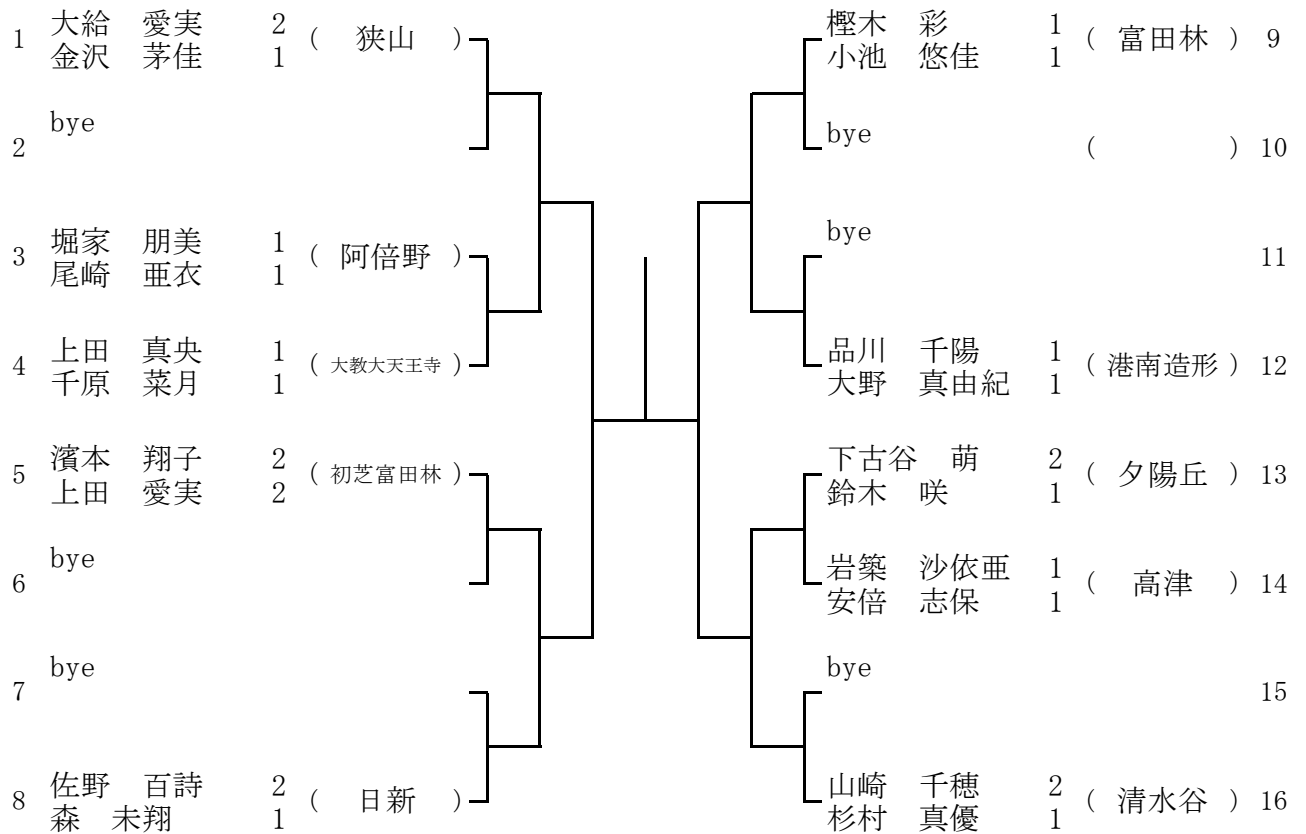 1 大給　愛実 2 ( 狭山 )
金沢　茅佳 1
2 bye
3 堀家　朋美 1 ( 阿倍野 )
尾崎　亜衣 1
4 上田　真央 1 ( 大教大天王寺 )
千原　菜月 1
5 濱本　翔子 2 ( 初芝富田林 )
上田　愛実 2
6 bye
7 bye
8 佐野　百詩 2 ( 日新 )
森　未翔 1
樫木　彩 1 ( 富田林 ) 9
小池　悠佳 1
bye ( ) 10
bye 11
品川　千陽 1 ( 港南造形 ) 12
大野　真由紀 1
下古谷　萌 2 ( 夕陽丘 ) 13
鈴木　咲 1
岩築　沙依亜 1 ( 高津 ) 14
安倍　志保 1
bye 15
山崎　千穂 2 ( 清水谷 ) 16
杉村　真優 1